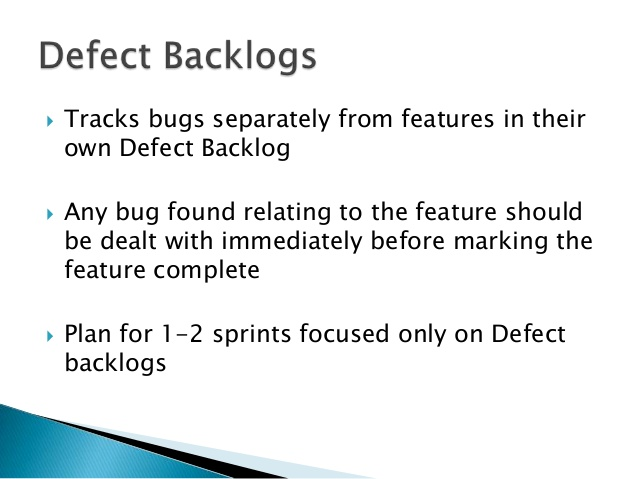 Defect Backlogs
Tracks bugs separately from features in their
own Defect Backlog
Any bug found relating to the feature should
be dealt with immediately before marking the
feature complete
Plan for 1-2 sprints focused only on Defect
backlogs